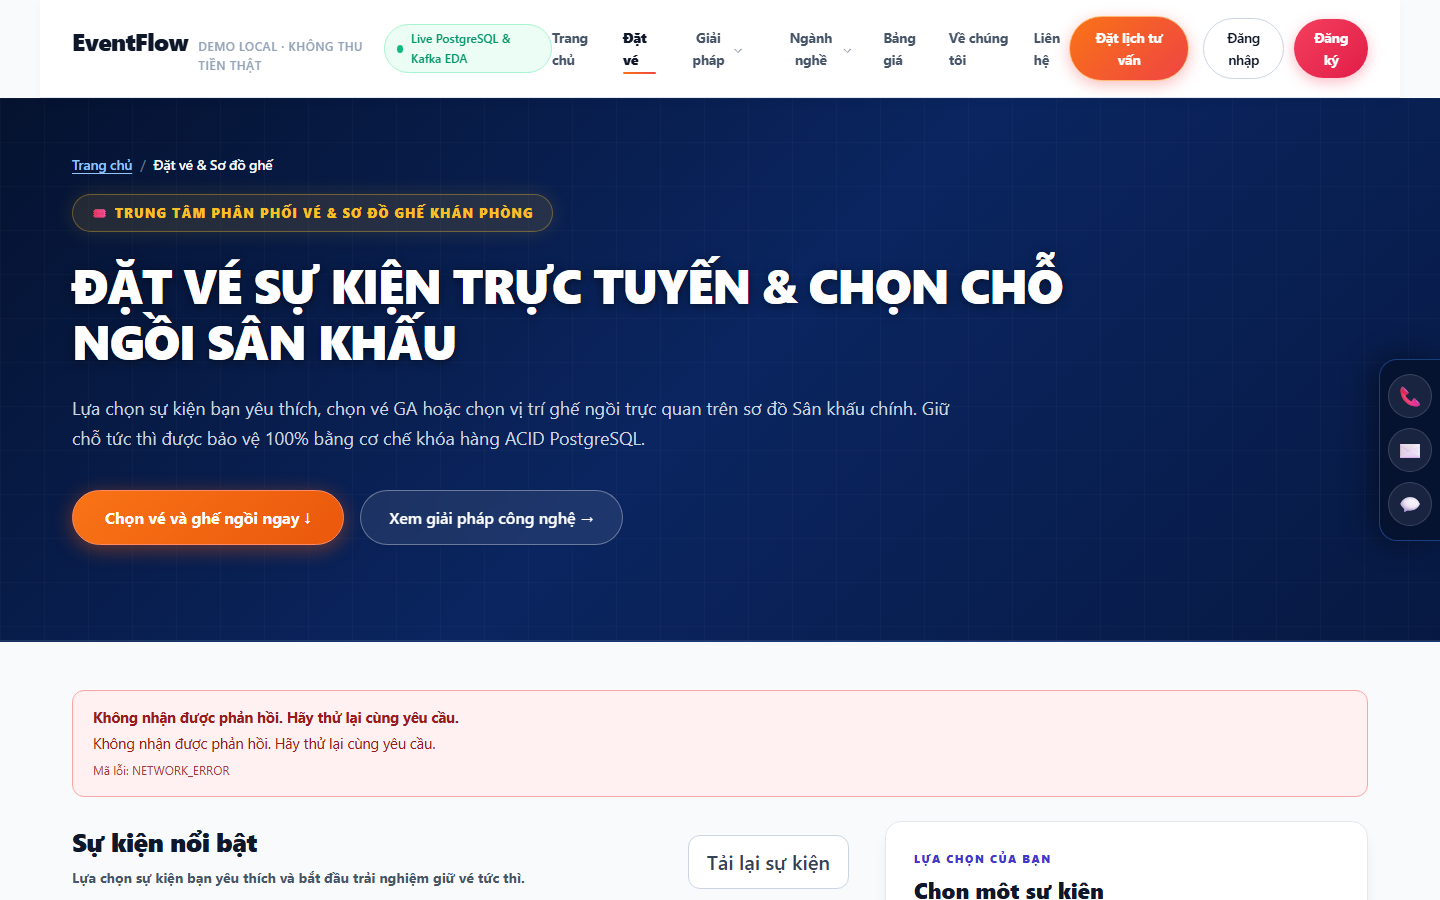 EventFlow
DEMO LOCAL · KHÔNG THU
TIỀN THẬT
Live PostgreSQL &
Kafka EDA
Trang
chủ
Đặt
vé
Giải
pháp
Ngành
nghề
Bảng
giá
Về chúng
tôi
Liên
hệ
Đặt lịch tư
vấn
Đăng
nhập
Đăng
ký
Trang chủ / Đặt vé & Sơ đồ ghế
TRUNG TÂM PHÂN PHỐI VÉ & SƠ ĐỒ GHẾ KHÁN PHÒNG
ĐẶT VÉ SỰ KIỆN TRỰC TUYẾN & CHỌN CHỖ
NGỒI SÂN KHẤU
Lựa chọn sự kiện bạn yêu thích, chọn vé GA hoặc chọn vị trí ghế ngồi trực quan trên sơ đồ Sân khấu chính. Giữ
chỗ tức thì được bảo vệ 100% bằng cơ chế khóa hàng ACID PostgreSQL.
Chọn vé và ghế ngồi ngay ↓
Xem giải pháp công nghệ →
Không nhận được phản hồi. Hãy thử lại cùng yêu cầu.
Không nhận được phản hồi. Hãy thử lại cùng yêu cầu.
Mã lỗi: NETWORK_ERROR
Sự kiện nổi bật
Lựa chọn sự kiện bạn yêu thích và bắt đầu trải nghiệm giữ vé tức thì.
Tải lại sự kiện
LỰA CHỌN CỦA BẠN
Chọn một sự kiện